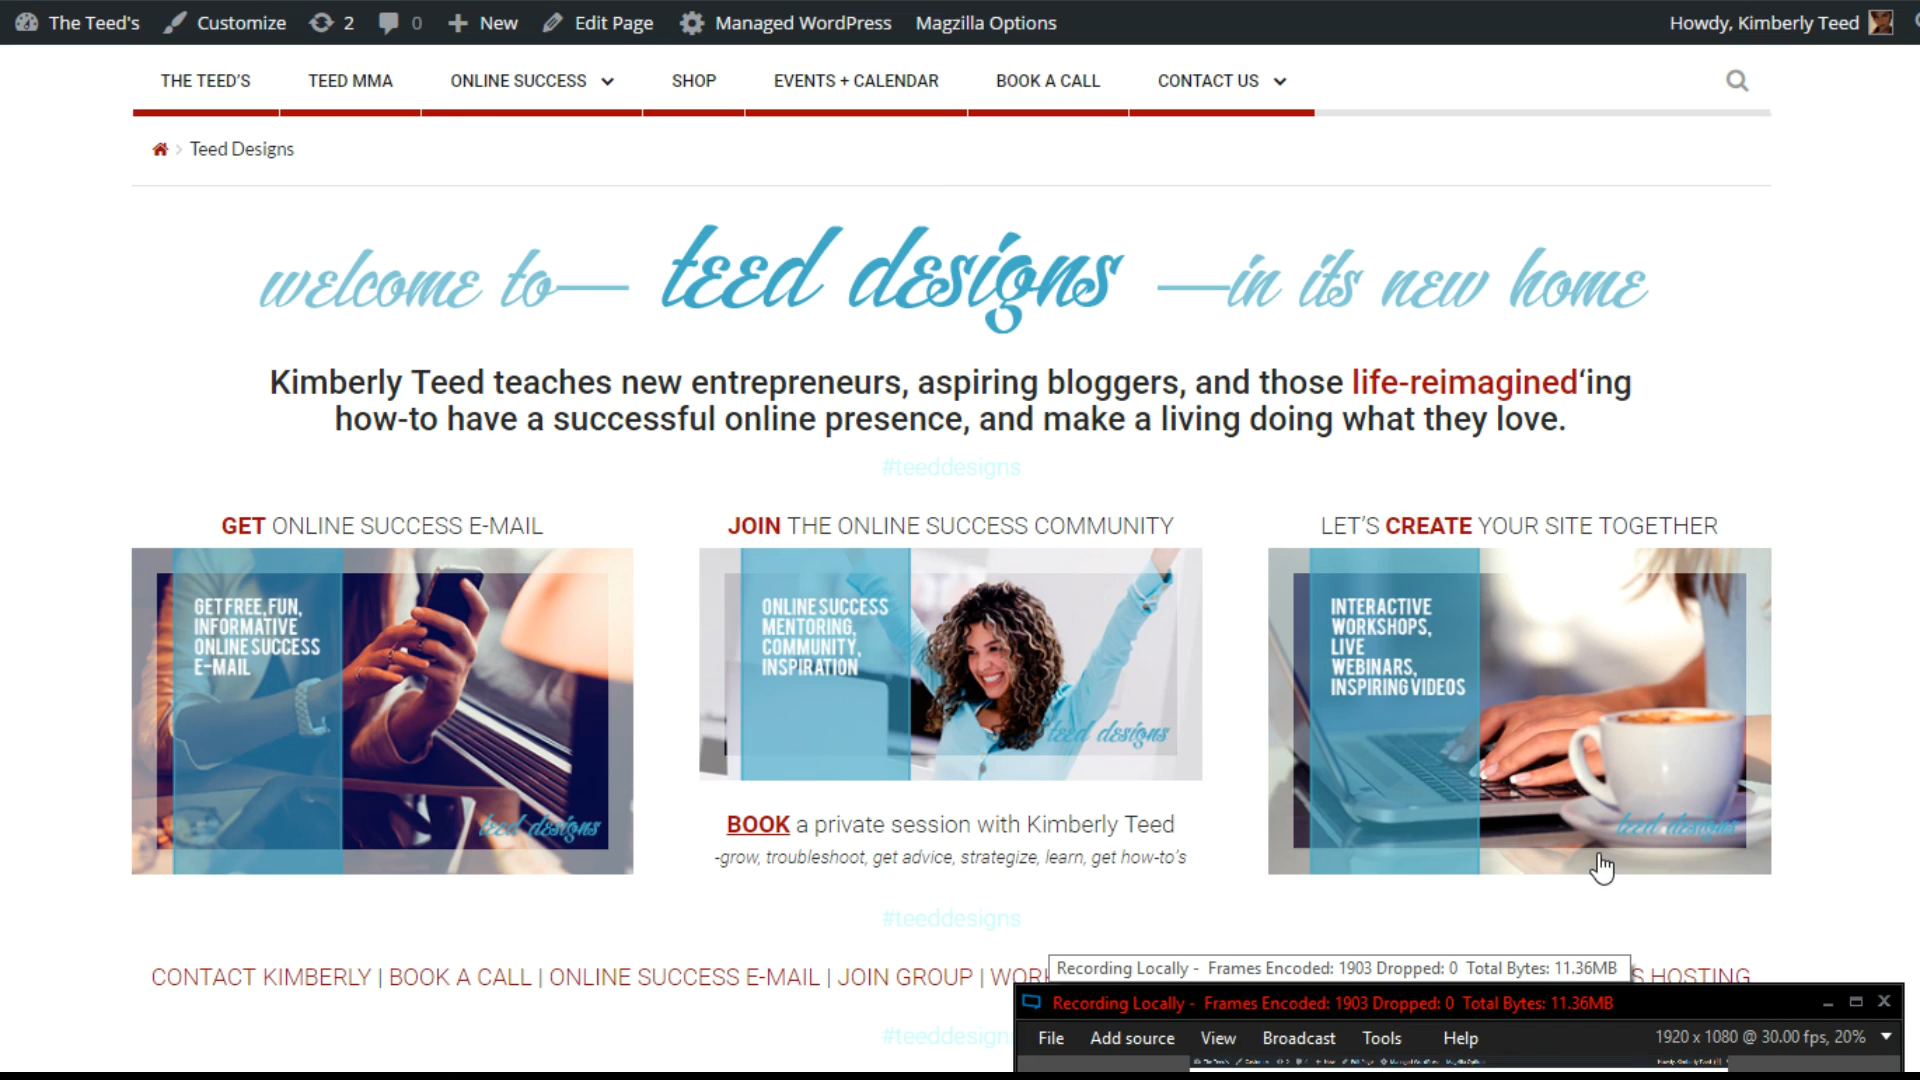 The Teed's Customize 2 0 New Edit Page Managed WordPress Magzilla Options Howdy, Kimberly Teed
THE TEED'S TEED MMA ONLINE SUCCESS SHOP EVENTS + CALENDAR BOOK A CALL CONTACT US
Teed Designs
welcome to— teed designs —in its new home
Kimberly Teed teaches new entrepreneurs, aspiring bloggers, and those life-reimagined‘ing
how-to have a successful online presence, and make a living doing what they love.
#teeddesigns
GET ONLINE SUCCESS E-MAIL
GET FREE, FUN,
INFORMATIVE
ONLINE SUCCESS
E-MAIL
teed designs
JOIN THE ONLINE SUCCESS COMMUNITY
ONLINE SUCCESS
MENTORING,
COMMUNITY,
INSPIRATION
teed designs
BOOK a private session with Kimberly Teed
-grow, troubleshoot, get advice, strategize, learn, get how-to's
LET'S CREATE YOUR SITE TOGETHER
INTERACTIVE
WORKSHOPS,
LIVE
WEBINARS,
INSPIRING VIDEOS
teed designs
#teeddesigns
CONTACT KIMBERLY | BOOK A CALL | ONLINE SUCCESS E-MAIL | JOIN GROUP | HOSTING
Recording Locally - Frames Encoded: 1903 Dropped: 0 Total Bytes: 11.36MB
Recording Locally - Frames Encoded: 1903 Dropped: 0 Total Bytes: 11.36MB
#teeddesign
File Add source View Broadcast Tools Help 1920 x 1080 @ 30.00 fps, 20%